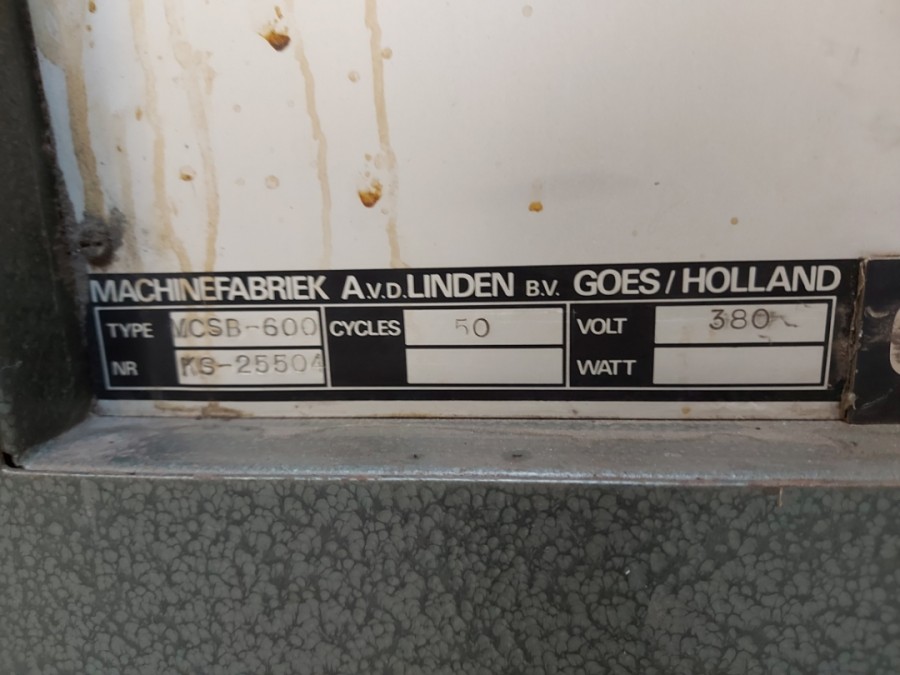 MACHINEFABRIEK A.V.D. LINDEN B.V. GOES / HOLLAND
TYPE MCSB-600 CYCLES 50 VOLT 380
NR KS-25504 WATT